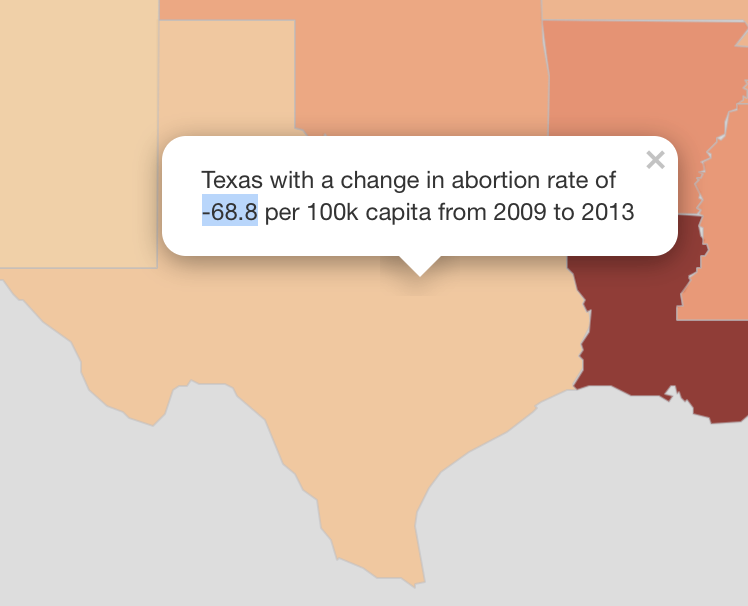 Texas with a change in abortion rate of
-68.8 per 100k capita from 2009 to 2013